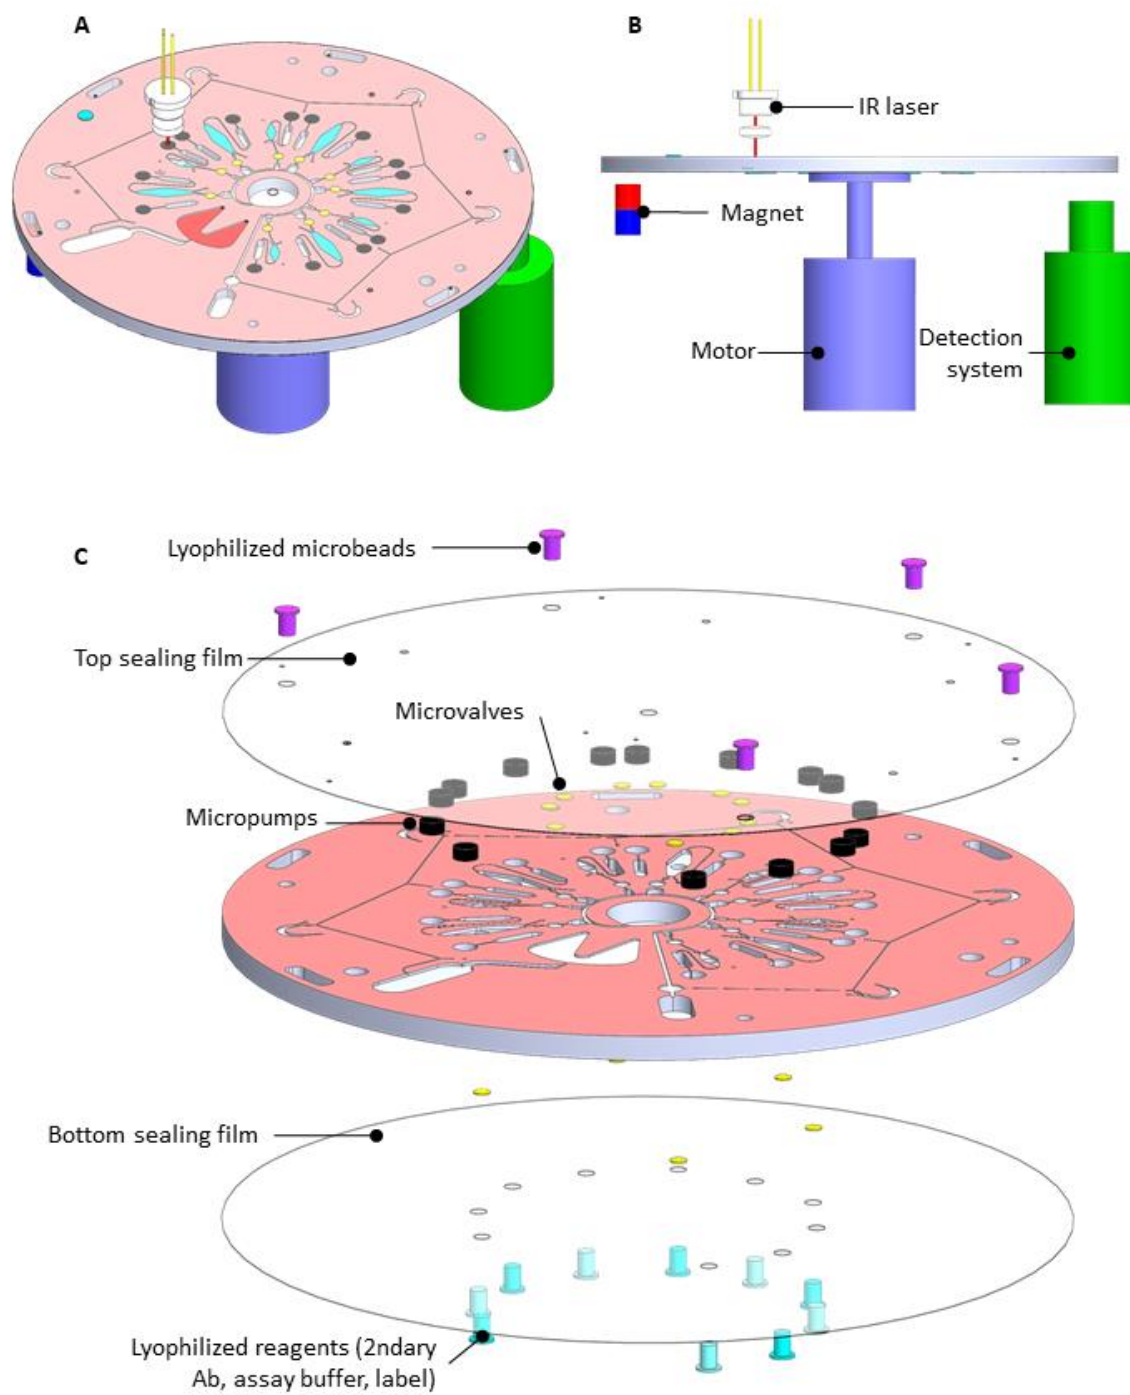 A
B
IR laser
Magnet
Motor
Detection
system
C
Lyophilized microbeads
Top sealing film
Microvalves
Micropumps
Bottom sealing film
Lyophilized reagents (2ndary
Ab, assay buffer, label)